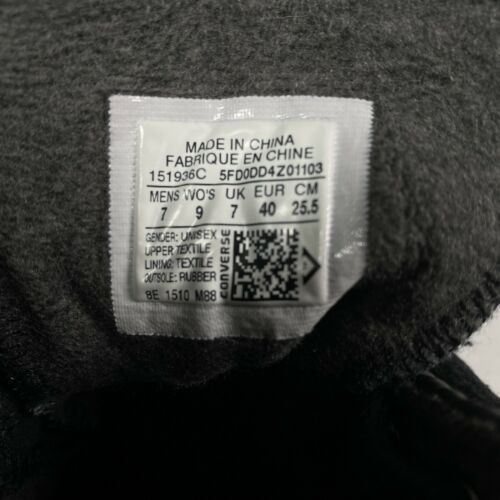 MADE IN CHINA
FABRIQUE EN CHINE
151936C 5FD0DD4Z01103
MENS WO'S UK EUR CM
7 9 7 40 25.5
GENDER: UNISEX
UPPER TEXTILE
LINING: TEXTILE
OUTSOLE: RUBBER
BE 1510 M68
CONVERSE